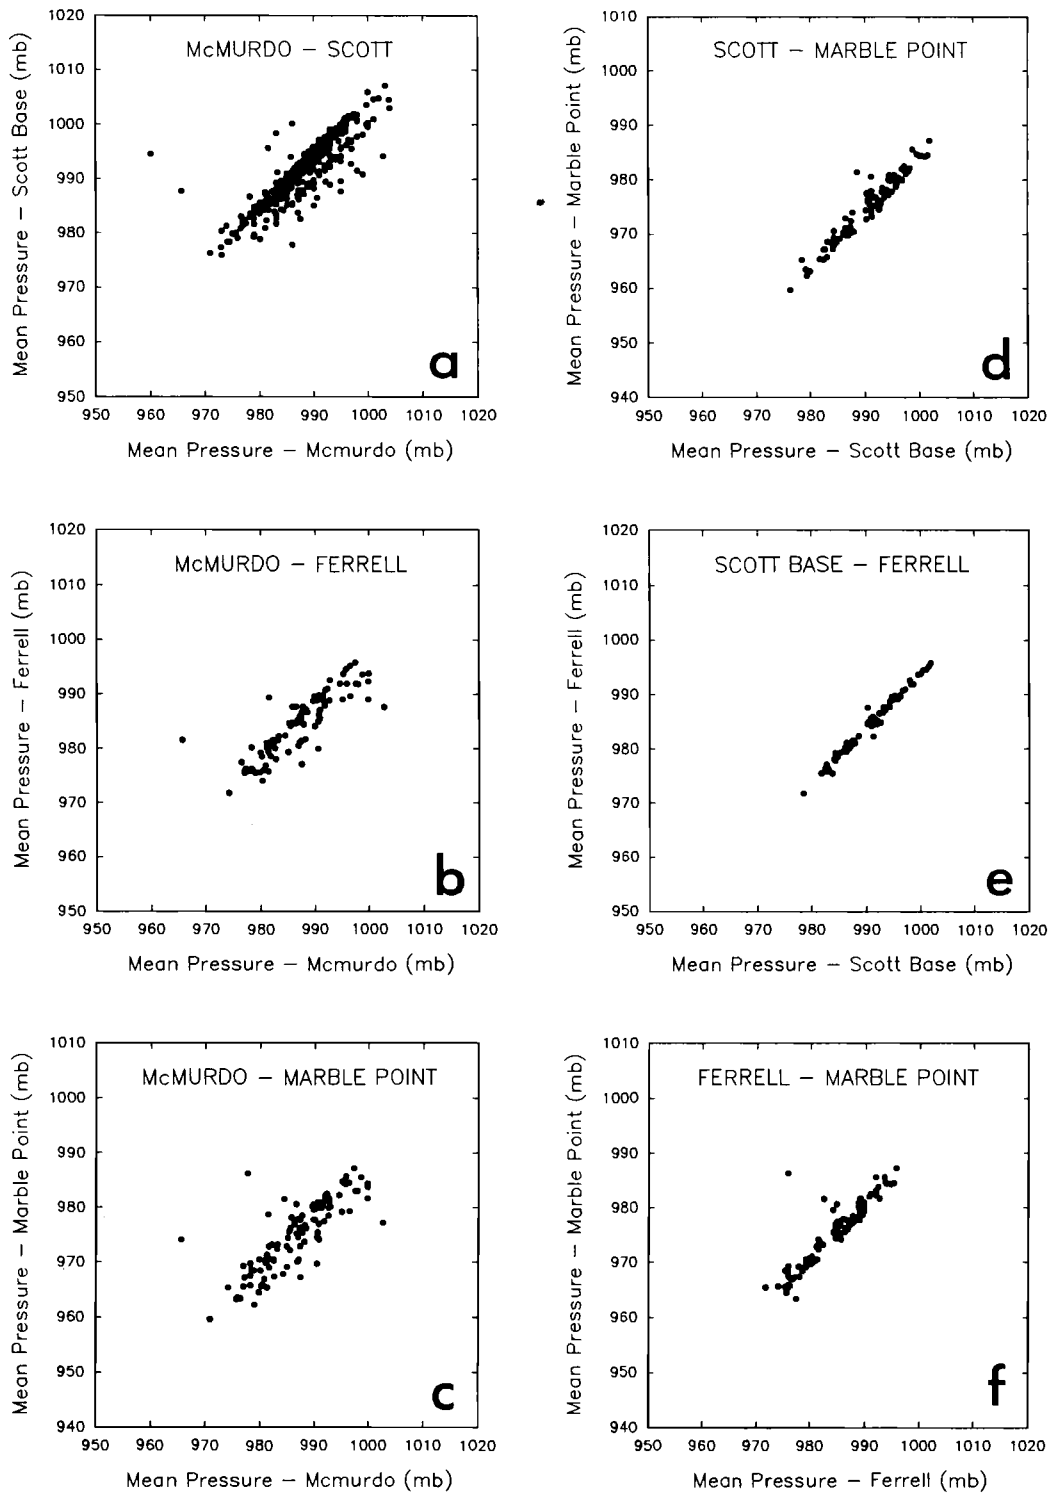 McMURDO – SCOTT
Mean Pressure – Scott Base (mb)
1020
1010
1000
990
980
970
960
950
950 960 970 980 990 1000 1010 1020
Mean Pressure – Mcmurdo (mb)
a
SCOTT – MARBLE POINT
Mean Pressure – Marble Point (mb)
1010
1000
990
980
970
960
950
940
950 960 970 980 990 1000 1010 1020
Mean Pressure – Scott Base (mb)
d
McMURDO – FERRELL
Mean Pressure – Ferrell (mb)
1020
1010
1000
990
980
970
960
950
950 960 970 980 990 1000 1010 1020
Mean Pressure – Mcmurdo (mb)
b
SCOTT BASE – FERRELL
Mean Pressure – Ferrell (mb)
1020
1010
1000
990
980
970
960
950
950 960 970 980 990 1000 1010 1020
Mean Pressure – Scott Base (mb)
e
McMURDO – MARBLE POINT
Mean Pressure – Marble Point (mb)
1010
1000
990
980
970
960
950
940
950 960 970 980 990 1000 1010 1020
Mean Pressure – Mcmurdo (mb)
c
FERRELL – MARBLE POINT
Mean Pressure – Marble Point (mb)
1010
1000
990
980
970
960
950
940
950 960 970 980 990 1000 1010 1020
Mean Pressure – Ferrell (mb)
f